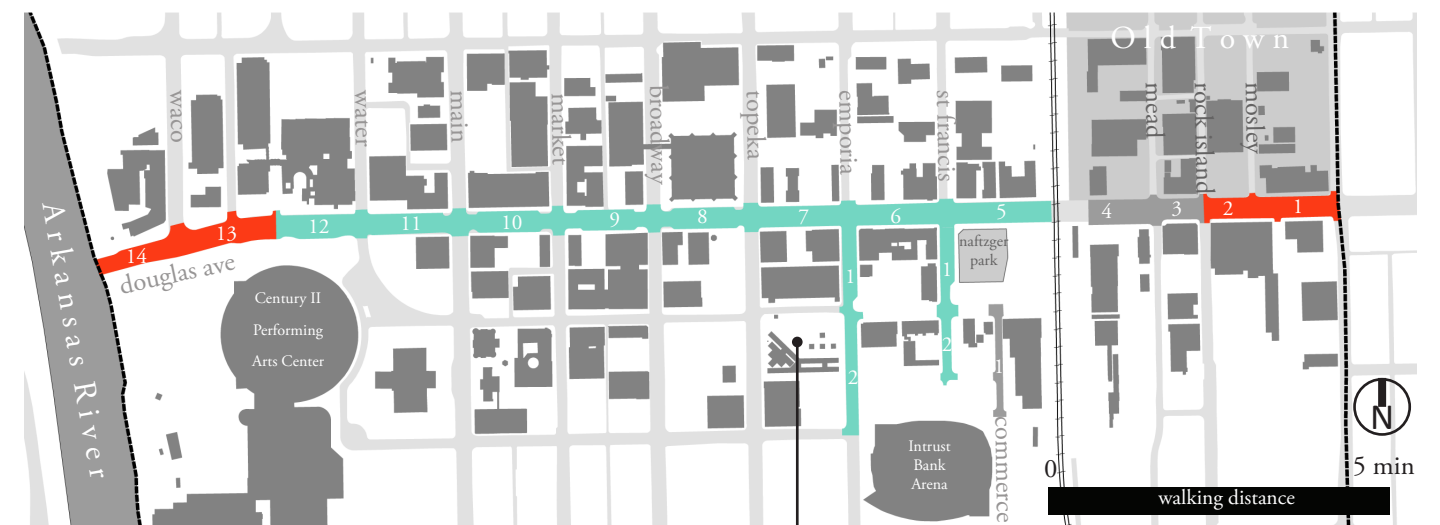 Old Town
waco
water
main
market
broadway
topeka
emporia
st francis
mead
rock island
mosley
14
13
12
11
10
9
8
7
6
5
4
3
2
1
douglas ave
Arkansas River
Century II
Performing
Arts Center
1
2
1
2
naftzger
park
1
commerce
Intrust
Bank
Arena
N
0
5 min
walking distance